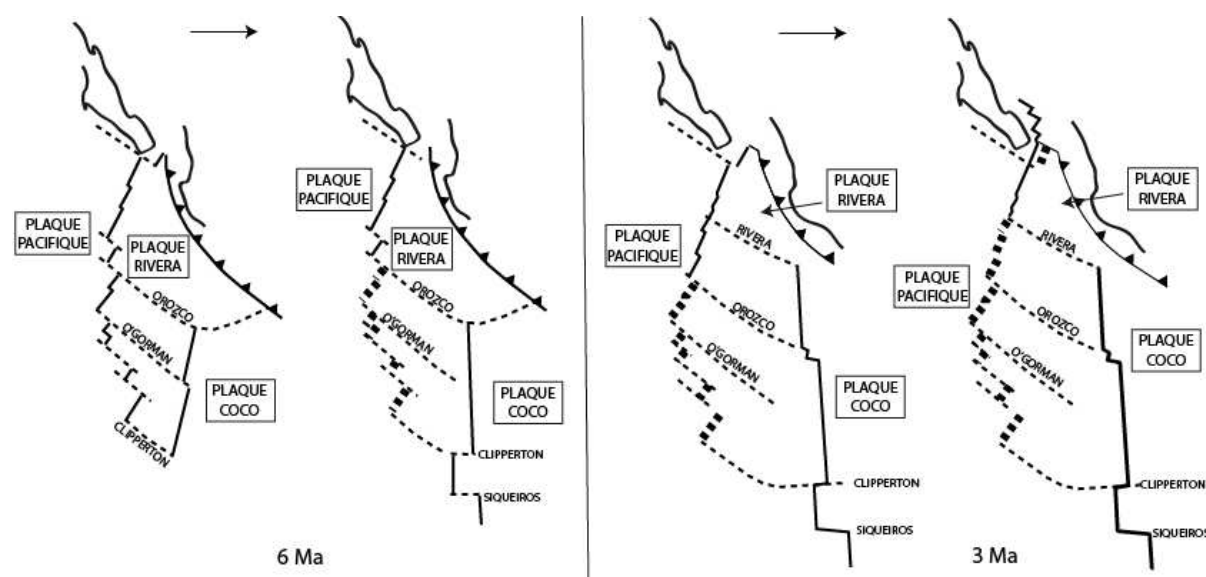 PLAQUE
PACIFIQUE
PLAQUE
RIVERA
OROZCO
O'GORMAN
PLAQUE
COCO
CLIPPERTON
PLAQUE
PACIFIQUE
PLAQUE
RIVERA
OROZCO
O'GORMAN
PLAQUE
COCO
CLIPPERTON
SIQUEIROS
6 Ma
PLAQUE
RIVERA
PLAQUE
PACIFIQUE
RIVERA
OROZCO
O'GORMAN
PLAQUE
COCO
CLIPPERTON
SIQUEIROS
PLAQUE
RIVERA
RIVERA
PLAQUE
PACIFIQUE
OROZCO
PLAQUE
COCO
O'GORMAN
CLIPPERTON
SIQUEIROS
3 Ma